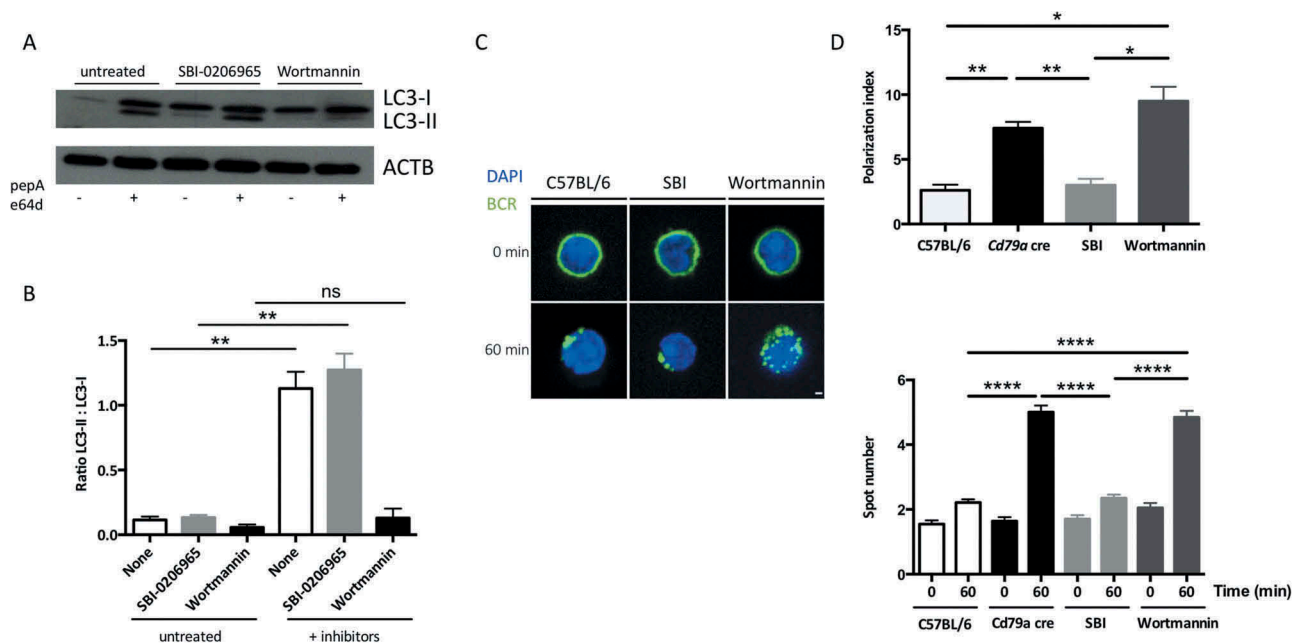 A
untreated SBI-0206965 Wortmannin
LC3-I
LC3-II
ACTB
pepA
e64d - + - + - +
B
ns
**
**
Ratio LC3-II : LC3-I
1.5
1.0
0.5
0.0
None SBI-0206965 Wortmannin None SBI-0206965 Wortmannin
untreated + inhibitors
C
DAPI
BCR
C57BL/6 SBI Wortmannin
0 min
60 min
D
*
** ** *
Polarization index
15
10
5
0
C57BL/6 Cd79a cre SBI Wortmannin
****
**** **** ****
Spot number
6
4
2
0
0 60 0 60 0 60 0 60 Time (min)
C57BL/6 Cd79a cre SBI Wortmannin